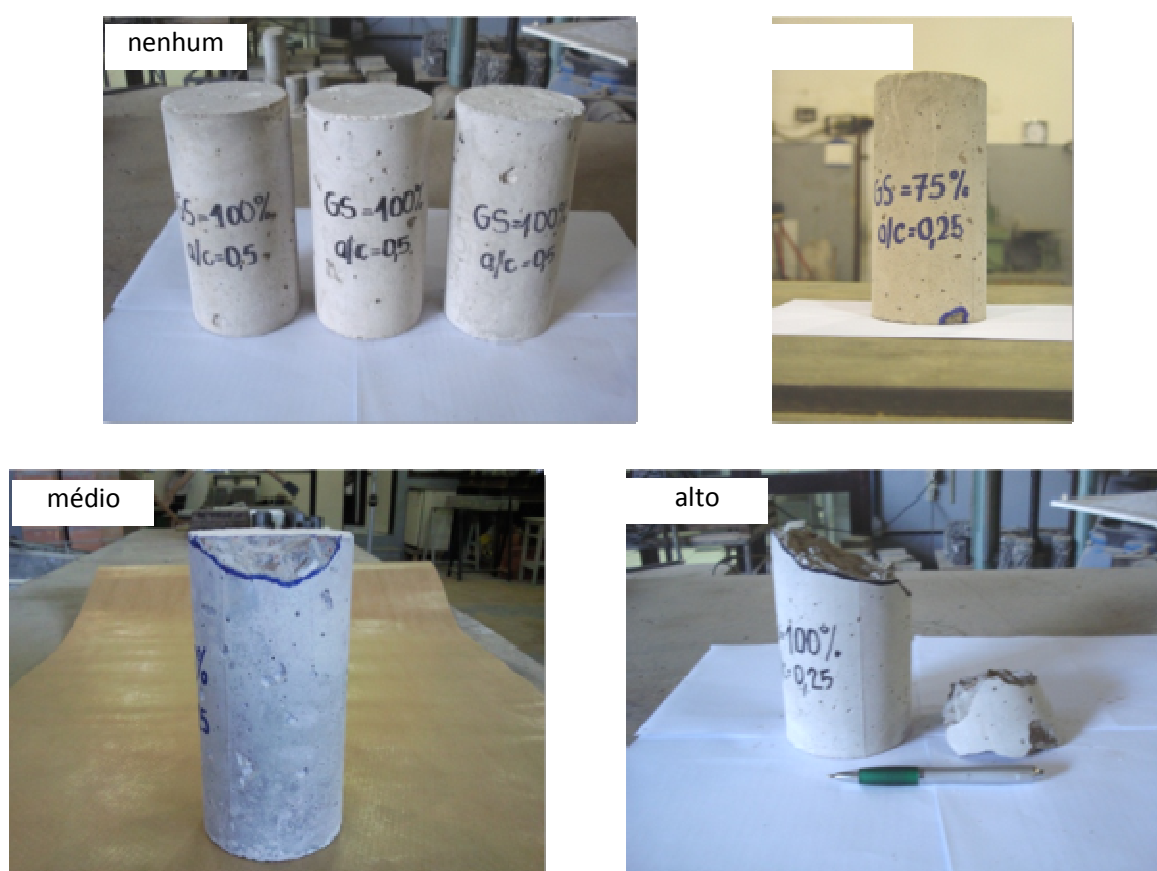 nenhum
GS=100%
a/c=0,5
GS=100%
a/c=0,5
GS=100%
a/c=0,5
GS=75%
a/c=0,25
médio
%
5
alto
=100%
=0,25